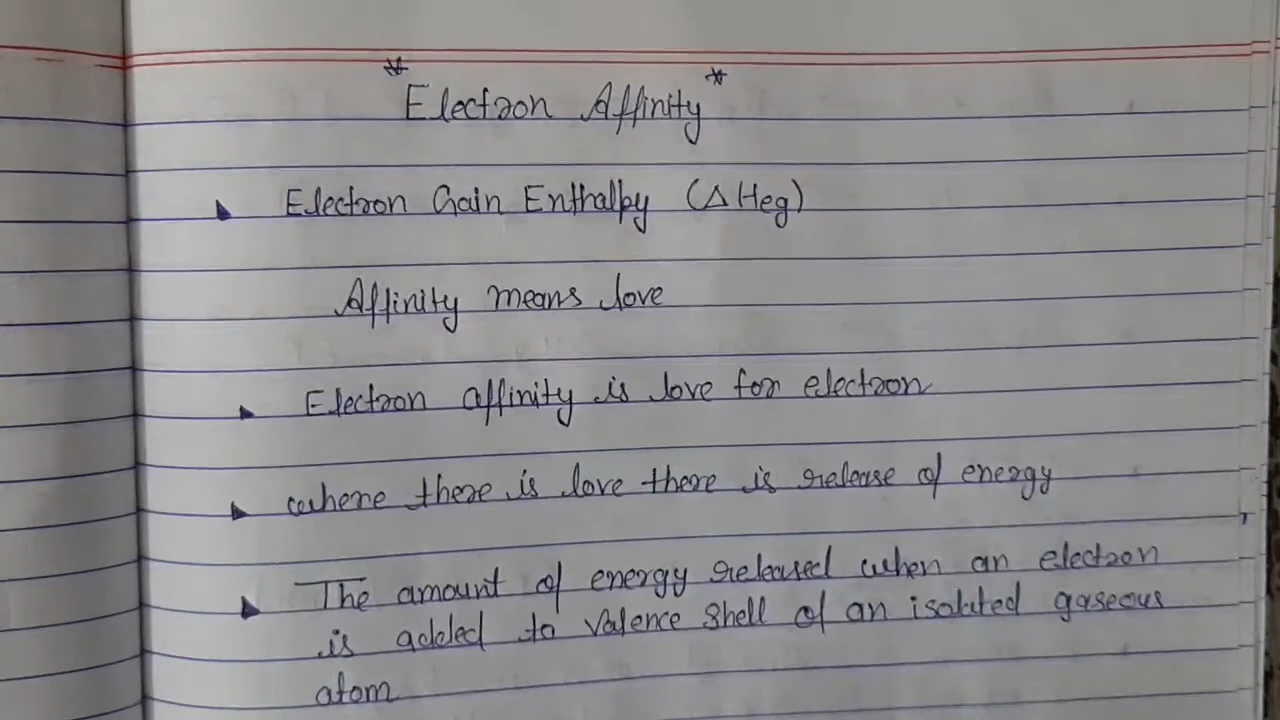 *Electron Affinity*
▸ Electron Gain Enthalpy (ΔHeg)
Affinity means love
▸ Electron affinity is love for electron
▸ where there is love there is release of energy
▸ The amount of energy released when an electron
is added to valence shell of an isolated gaseous
atom